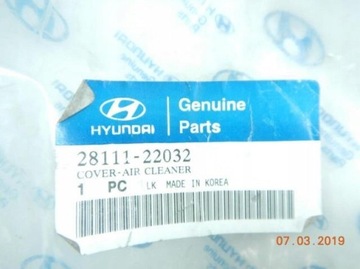 HYUNDAI
Genuine
Parts
28111-22032
COVER-AIR CLEANER
1 PC LK MADE IN KOREA
07.03.2019